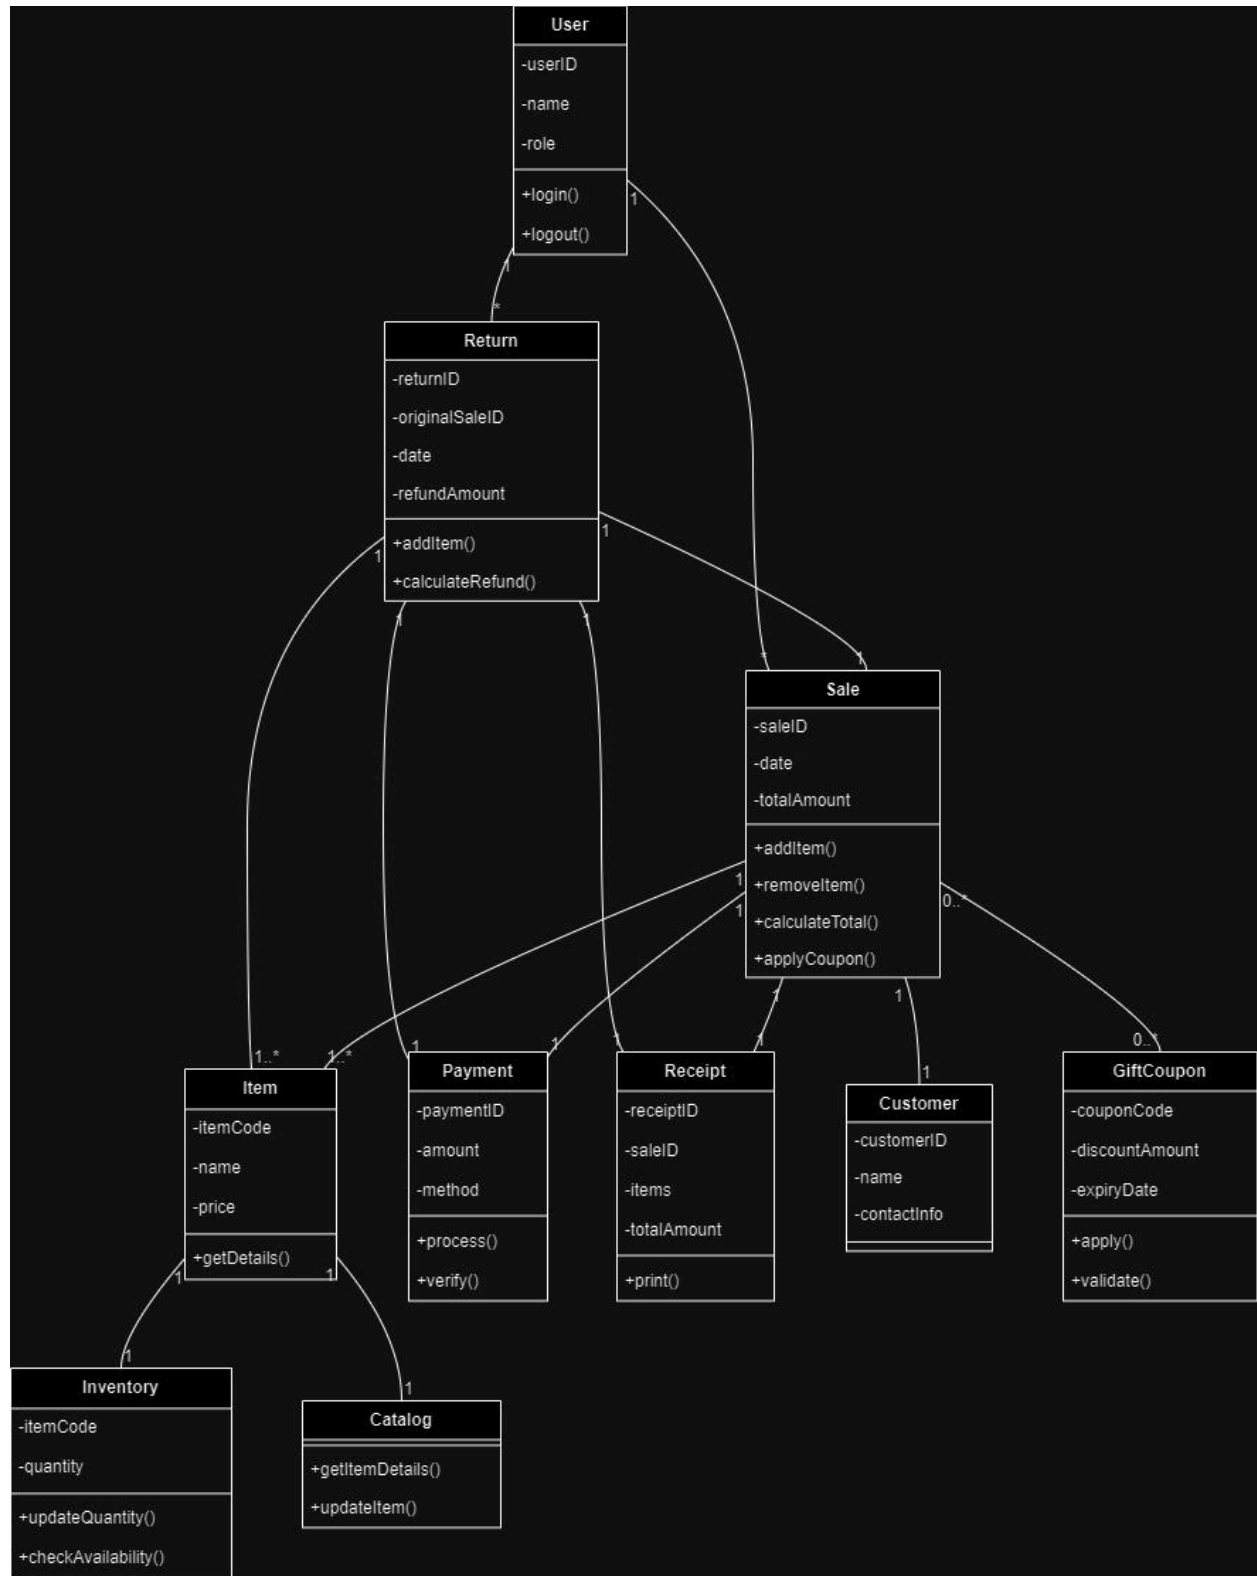 User
-userID
-name
-role
+login()
+logout()
1
1
*
Return
-returnID
-originalSaleID
-date
-refundAmount
+addItem()
+calculateRefund()
1
1
1
1
*
1
Sale
-saleID
-date
-totalAmount
+addItem()
+removeItem()
+calculateTotal()
+applyCoupon()
1
1
0..*
1
1
1..*
1..*
1
1
1
1
1
0..*
Item
-itemCode
-name
-price
+getDetails()
1
1
Payment
-paymentID
-amount
-method
+process()
+verify()
Receipt
-receiptID
-saleID
-items
-totalAmount
+print()
Customer
-customerID
-name
-contactInfo
GiftCoupon
-couponCode
-discountAmount
-expiryDate
+apply()
+validate()
1
1
Inventory
-itemCode
-quantity
+updateQuantity()
+checkAvailability()
Catalog
+getItemDetails()
+updateItem()